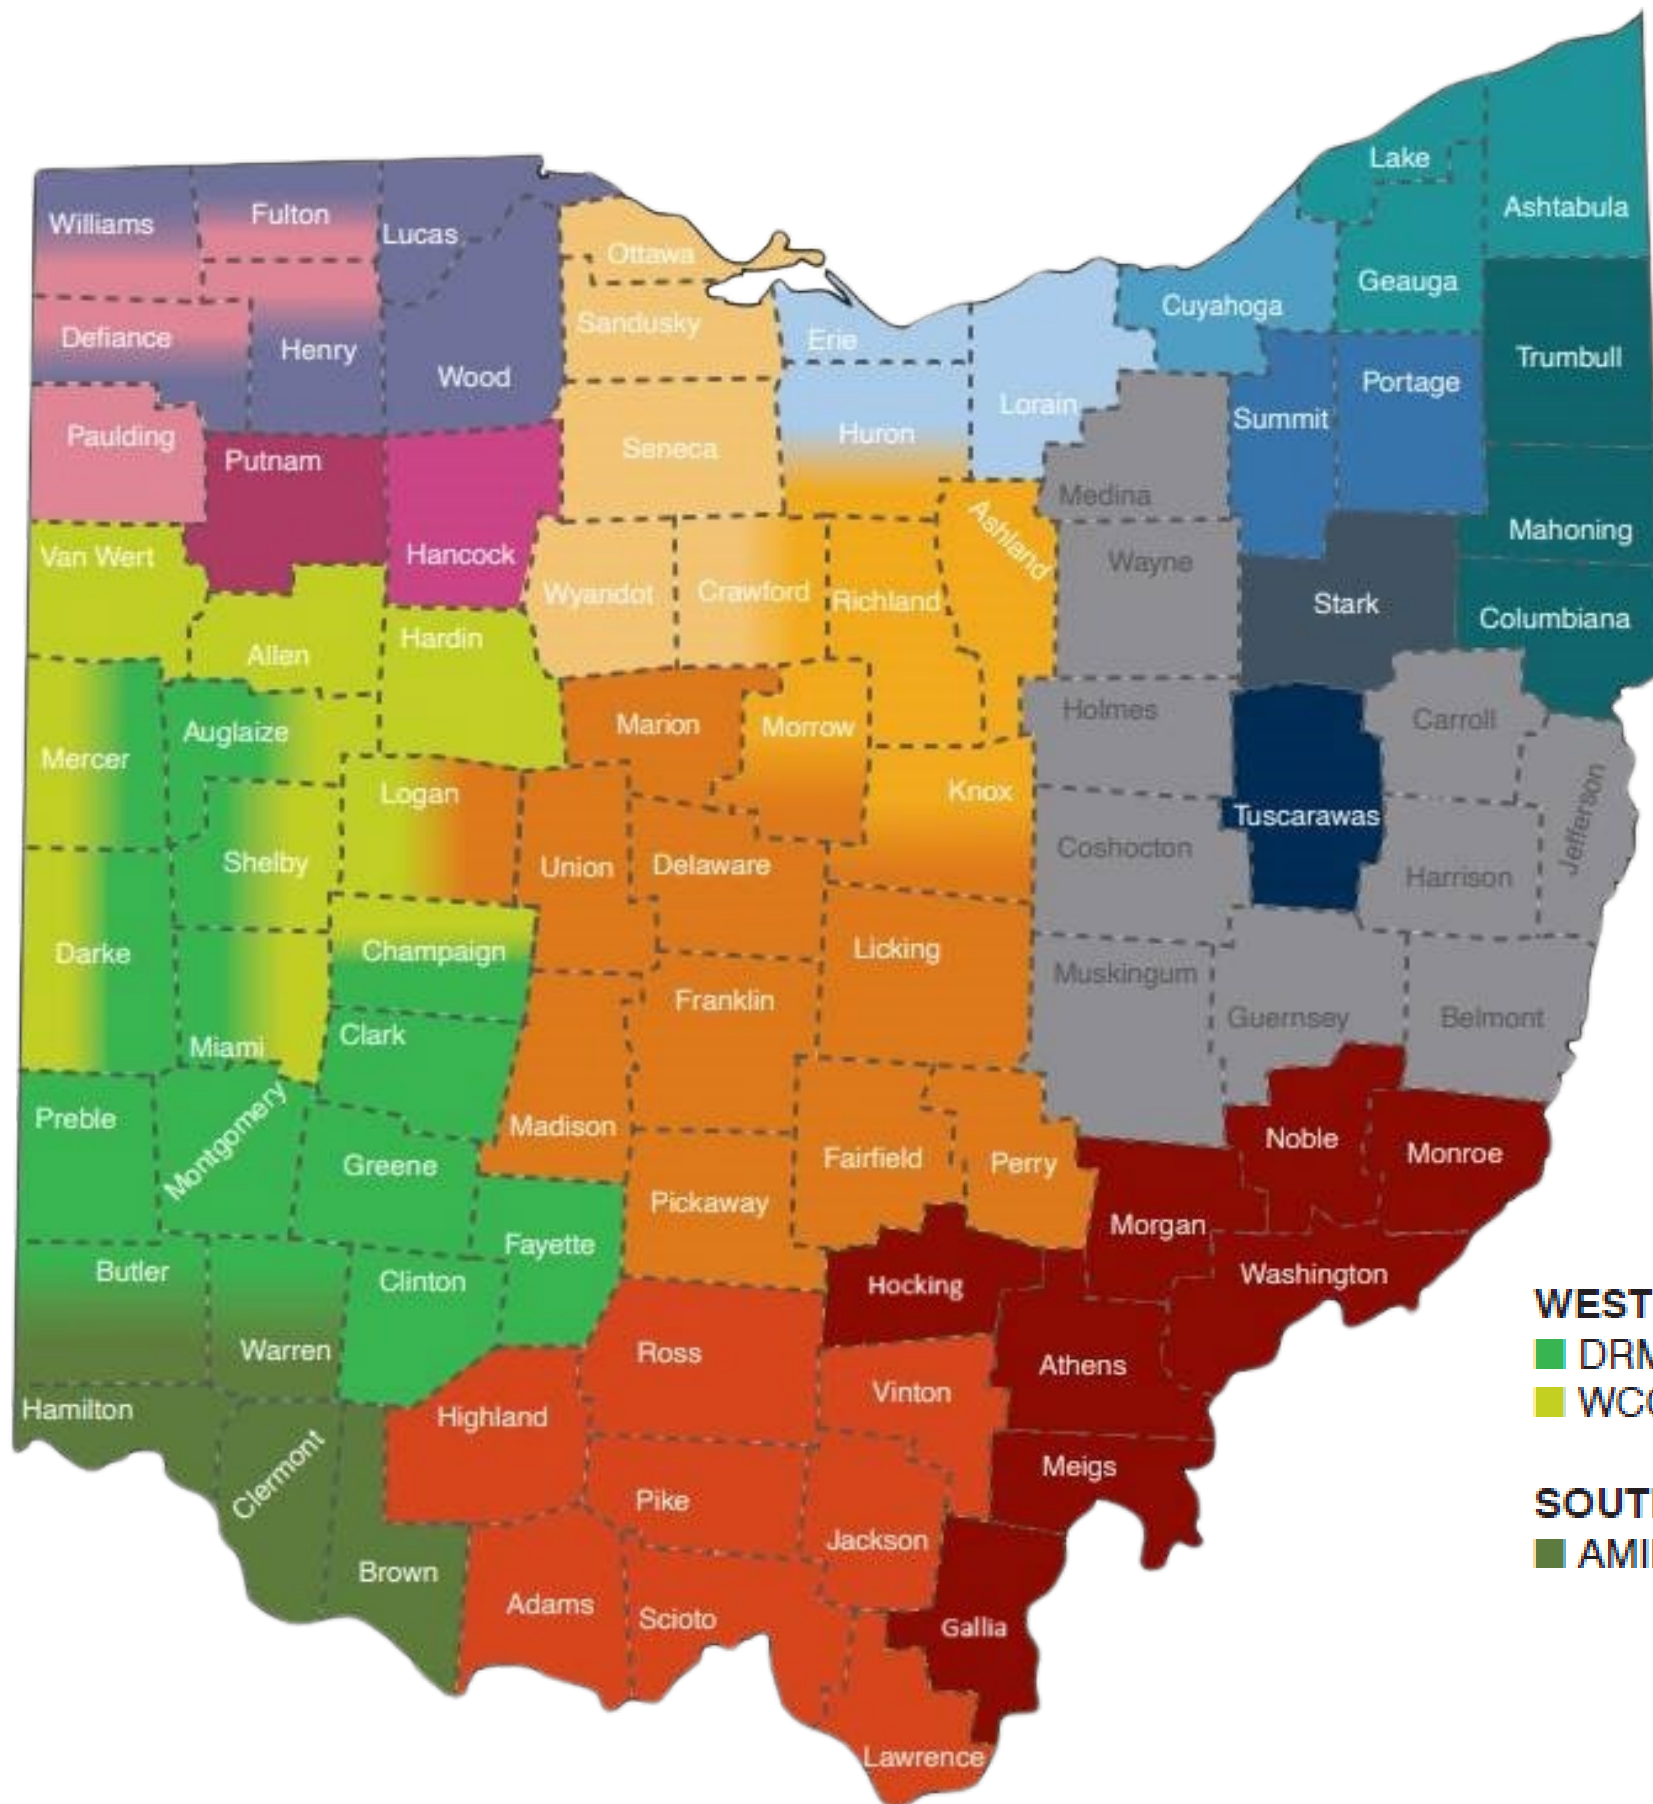 Lake
Ashtabula
Williams
Fulton
Lucas
Ottawa
Geauga
Cuyahoga
Sandusky
Erie
Defiance
Henry
Trumbull
Wood
Portage
Lorain
Summit
Huron
Paulding
Seneca
Putnam
Medina
Ashland
Mahoning
Van Wert
Hancock
Wayne
Wyandot
Crawford
Richland
Stark
Columbiana
Hardin
Allen
Holmes
Carroll
Marion
Morrow
Auglaize
Mercer
Logan
Knox
Jefferson
Tuscarawas
Coshocton
Shelby
Union
Delaware
Harrison
Darke
Champaign
Licking
Muskingum
Franklin
Guernsey
Belmont
Clark
Miami
Preble
Montgomery
Madison
Noble
Monroe
Greene
Fairfield
Perry
Pickaway
Morgan
Fayette
Butler
Clinton
Hocking
Washington
WEST
DRM
WCO
Warren
Ross
Athens
Vinton
Hamilton
Highland
Clermont
Meigs
Pike
SOUT
AMI
Jackson
Brown
Adams
Scioto
Gallia
Lawrence